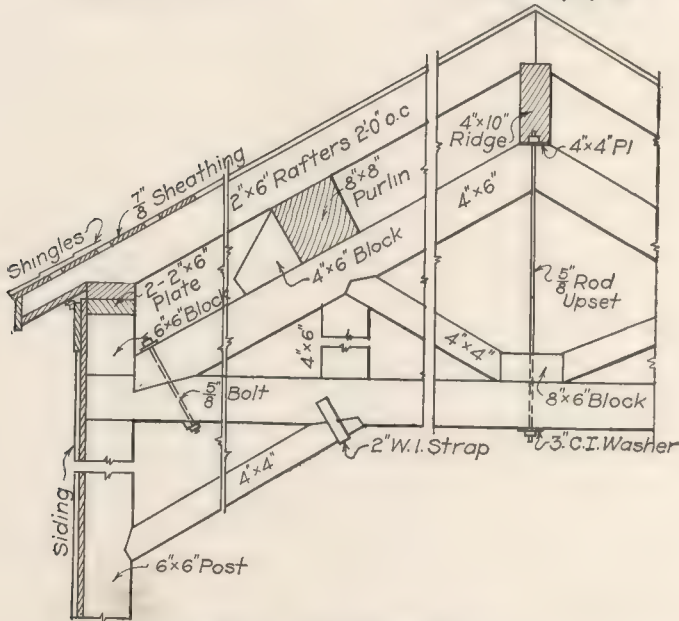 Shingles
7/8" Sheathing
2"x6" Rafters 2'0" o.c
8"x8"
Purlin
4"x10"
Ridge
4"x4" Pl
4"x6"
4"x6" Block
2-2"x6"
Plate
6"x6" Block
5/8" Rod
Upset
4"x6"
4"x4"
8"x6" Block
5/8" Bolt
2" W.I. Strap
3" C.I. Washer
4"x4"
Siding
6"x6" Post